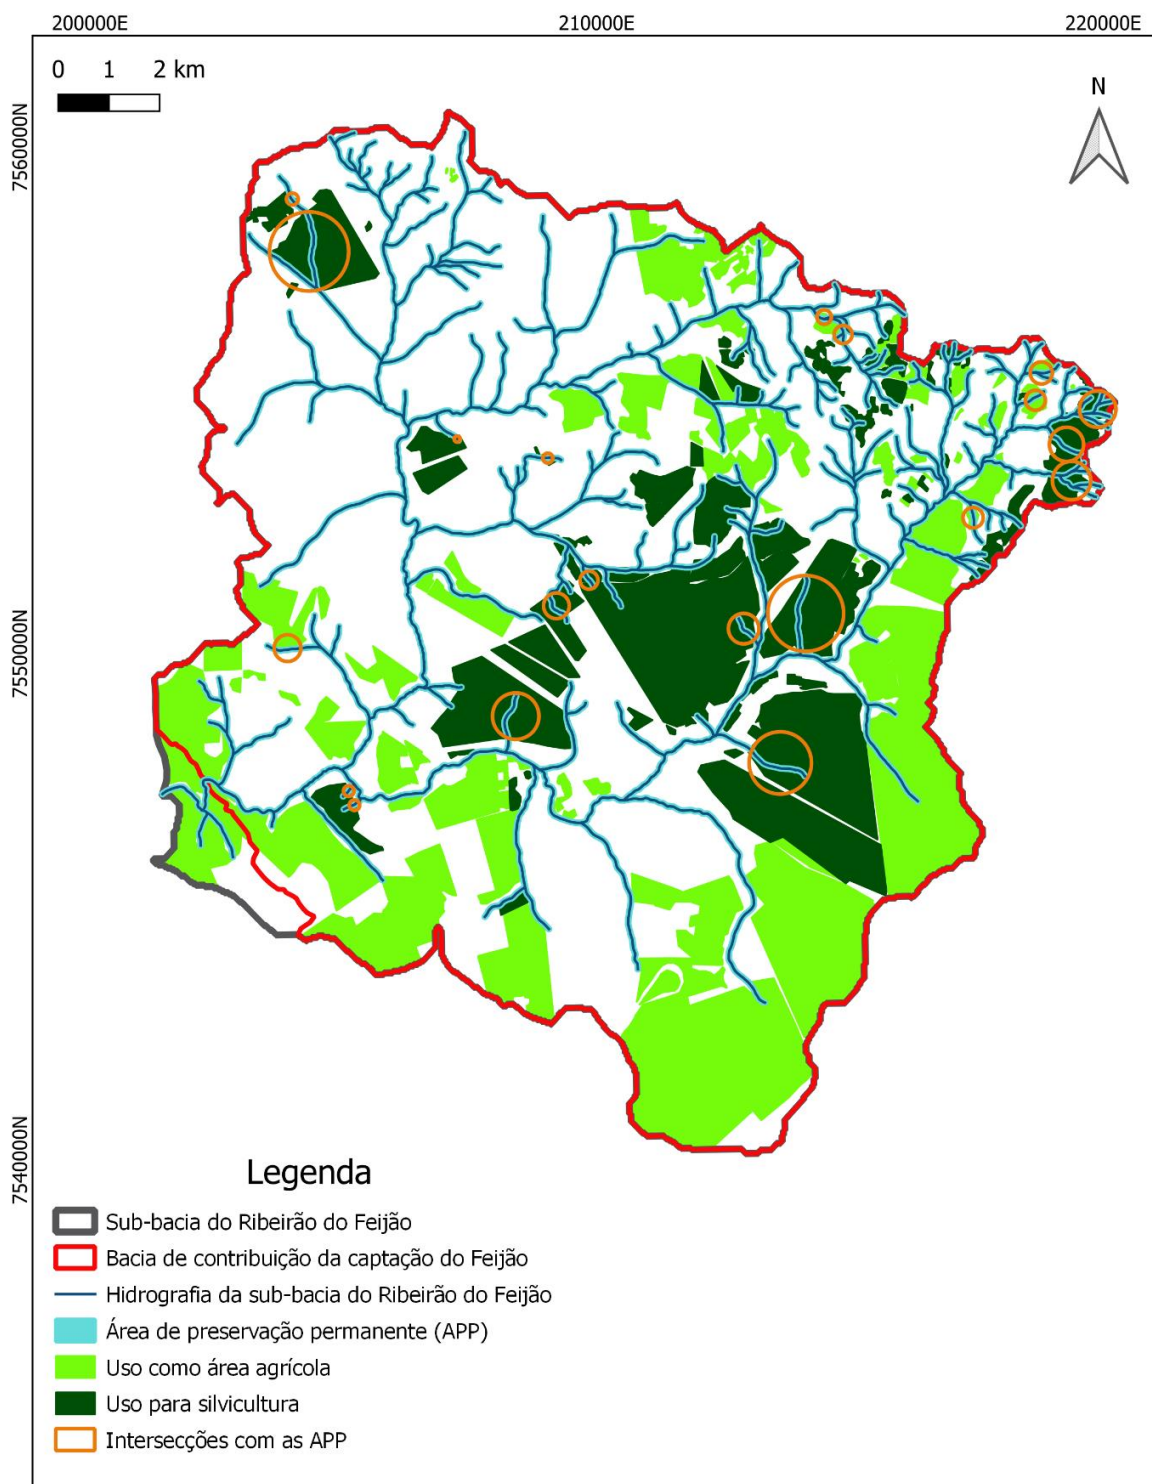 200000E 210000E 220000E
0 1 2 km
N
7560000N
7550000N
7540000N
Legenda
Sub-bacia do Ribeirão do Feijão
Bacia de contribuição da captação do Feijão
Hidrografia da sub-bacia do Ribeirão do Feijão
Área de preservação permanente (APP)
Uso como área agrícola
Uso para silvicultura
Intersecções com as APP